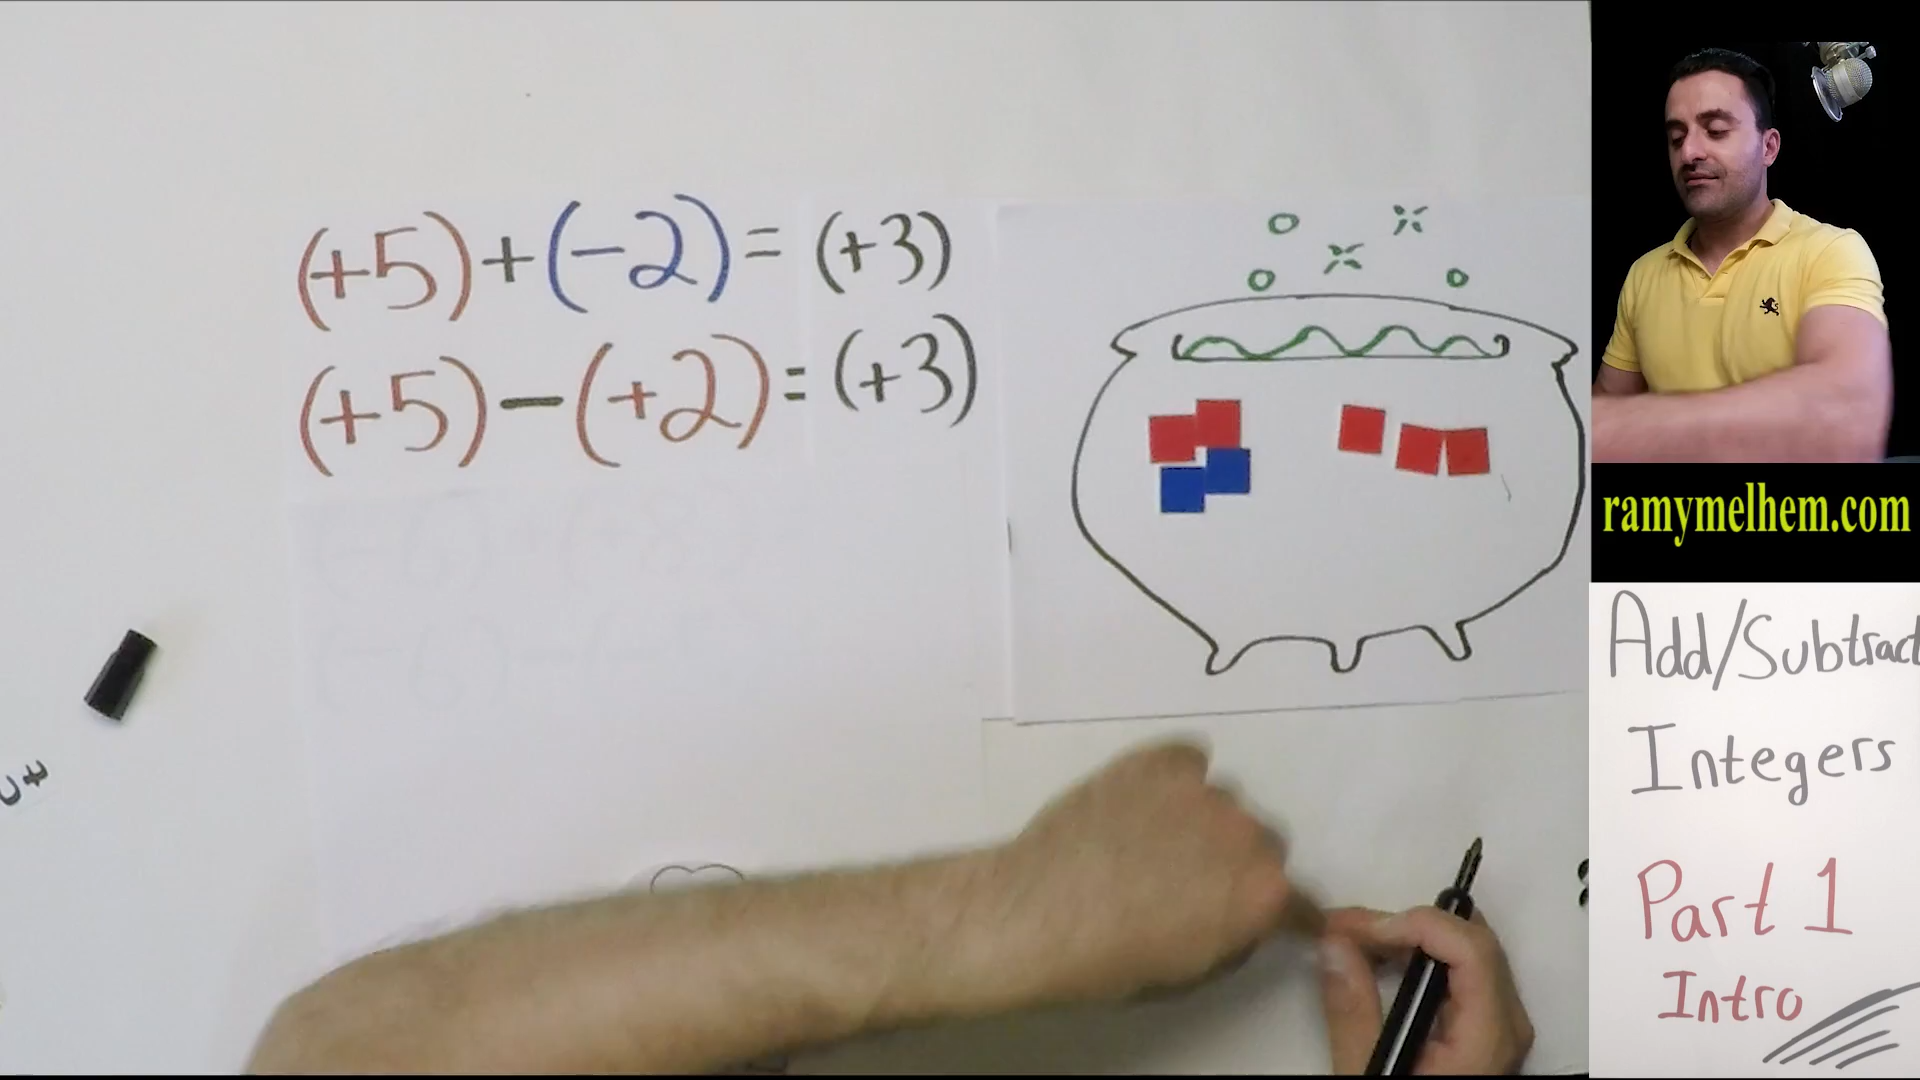 (+5)+(−2)=(+3)
(+5)−(+2)=(+3)
ramymelhem.com
Add/Subtract
Integers
Part 1
Intro